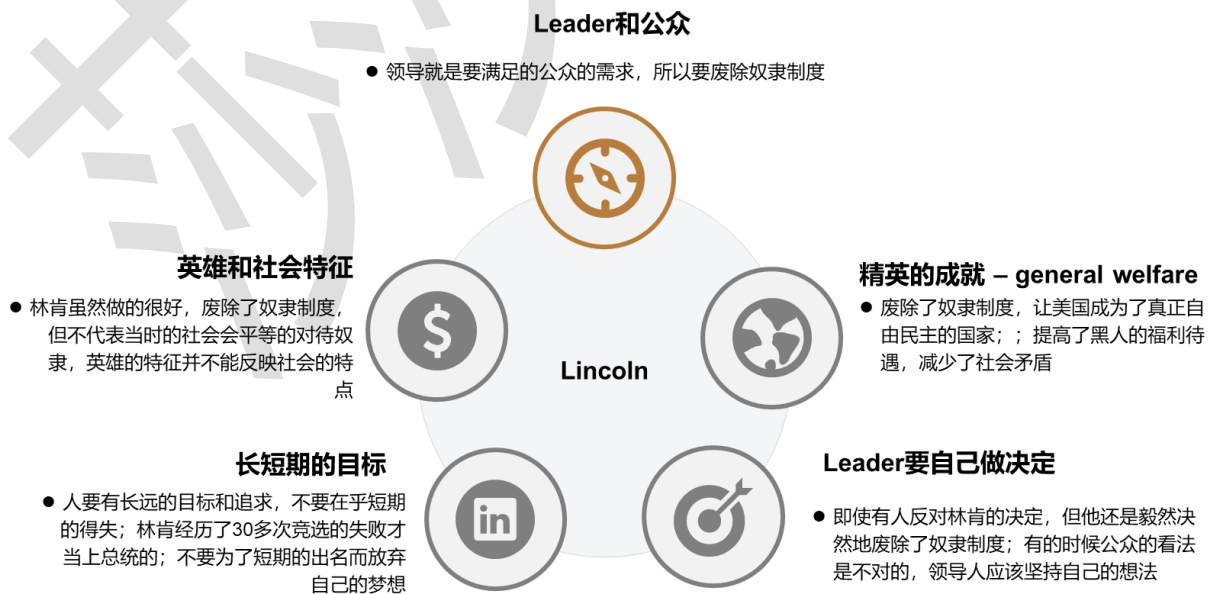 Leader和公众
● 领导就是要满足的公众的需求，所以要废除奴隶制度
英雄和社会特征
● 林肯虽然做的很好，废除了奴隶制度，
但不代表当时的社会会平等的对待奴
隶，英雄的特征并不能反映社会的特
点
精英的成就 – general welfare
● 废除了奴隶制度，让美国成为了真正自
由民主的国家；；提高了黑人的福利待
遇，减少了社会矛盾
Lincoln
长短期的目标
● 人要有长远的目标和追求，不要在乎短期
的得失；林肯经历了30多次竞选的失败才
当上总统的；不要为了短期的出名而放弃
自己的梦想
Leader要自己做决定
● 即使有人反对林肯的决定，但他还是毅然决
然地废除了奴隶制度；有的时候公众的看法
是不对的，领导人应该坚持自己的想法
$
in